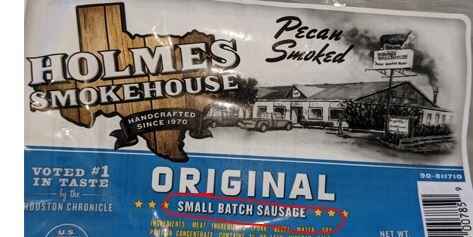 Pecan
Smoked
HOLMES
SMOKEHOUSE
HANDCRAFTED
SINCE 1970
90-811710
VOTED #1
IN TASTE
by the
HOUSTON CHRONICLE
ORIGINAL
SMALL BATCH SAUSAGE
U.S.
NET WT.